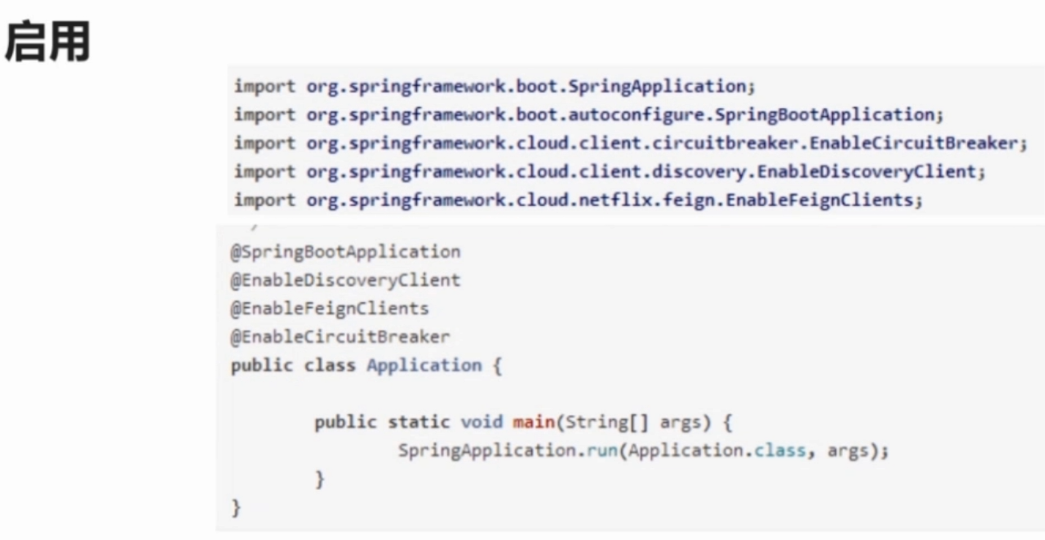 启用
import org.springframework.boot.SpringApplication;
import org.springframework.boot.autoconfigure.SpringBootApplication;
import org.springframework.cloud.client.circuitbreaker.EnableCircuitBreaker;
import org.springframework.cloud.client.discovery.EnableDiscoveryClient;
import org.springframework.cloud.netflix.feign.EnableFeignClients;
@SpringBootApplication
@EnableDiscoveryClient
@EnableFeignClients
@EnableCircuitBreaker
public class Application {
public static void main(String[] args) {
SpringApplication.run(Application.class, args);
}
}